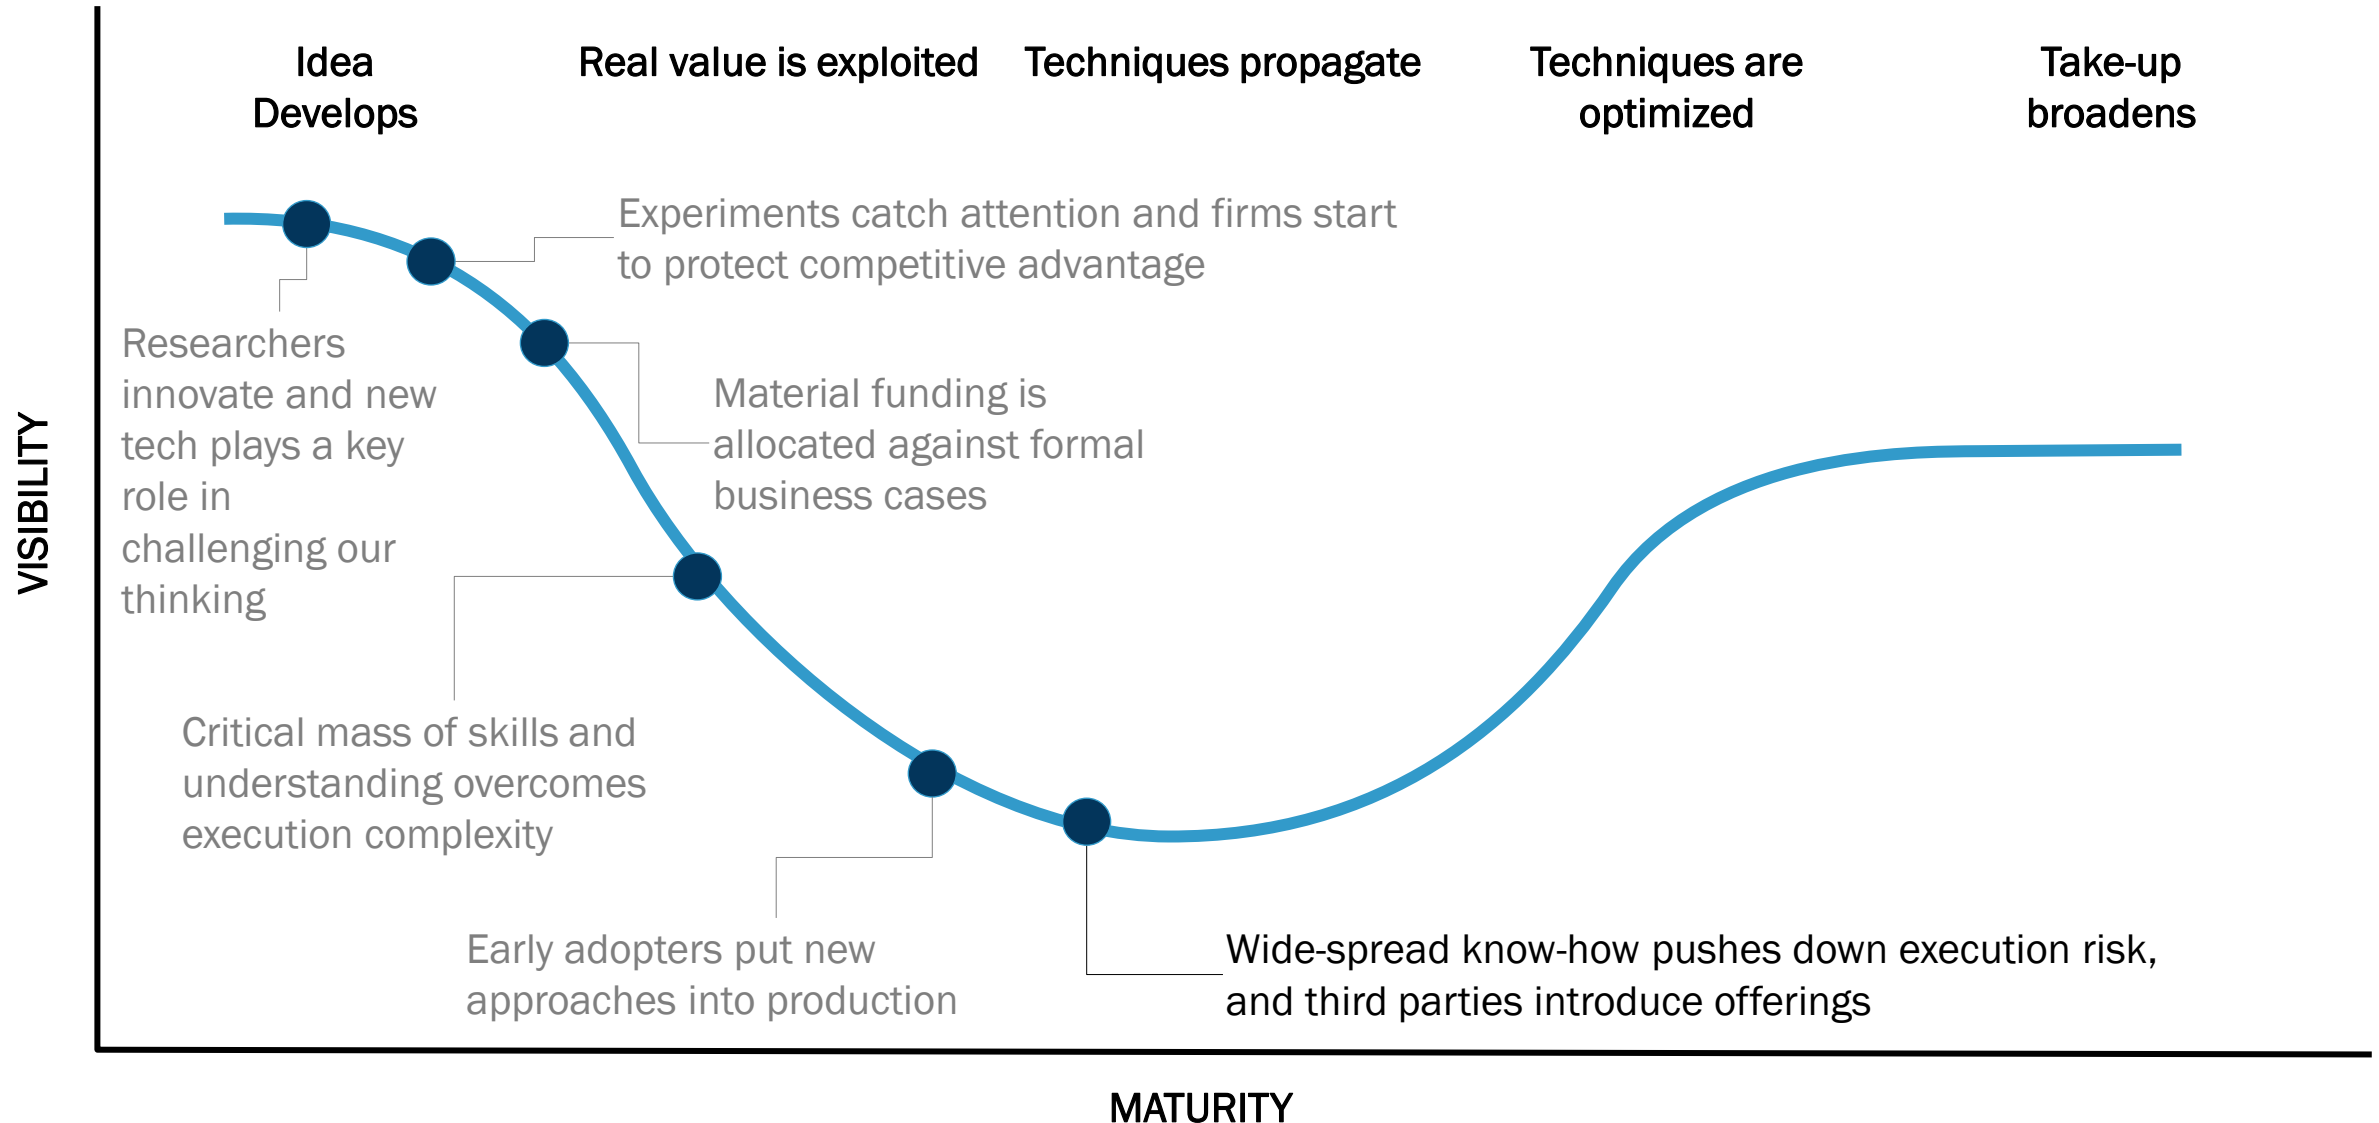 Idea
Develops
Real value is exploited
Techniques propagate
Techniques are
optimized
Take-up
broadens
Experiments catch attention and firms start
to protect competitive advantage
Researchers
innovate and new
tech plays a key
role in
challenging our
thinking
Material funding is
allocated against formal
business cases
VISIBILITY
Critical mass of skills and
understanding overcomes
execution complexity
Early adopters put new
approaches into production
Wide-spread know-how pushes down execution risk,
and third parties introduce offerings
MATURITY